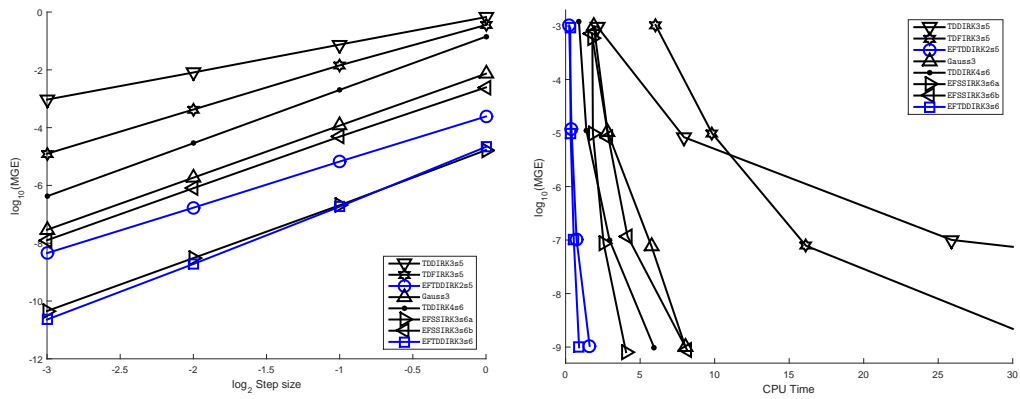 0
-2
-4
-6
-8
-10
-12
-3
-2.5
-2
-1.5
-1
-0.5
0
log10(MGE)
log2 Step size
TDDIRK3s5
TDFIRK3s5
EFTDDIRK2s5
Gauss3
TDDIRK4s6
EFSSIRK3s6a
EFSSIRK3s6b
EFTDDIRK3s6
-3
-4
-5
-6
-7
-8
-9
0
5
10
15
20
25
30
log10(MGE)
CPU Time
TDDIRK3s5
TDFIRK3s5
EFTDDIRK2s5
Gauss3
TDDIRK4s6
EFSSIRK3s6a
EFSSIRK3s6b
EFTDDIRK3s6